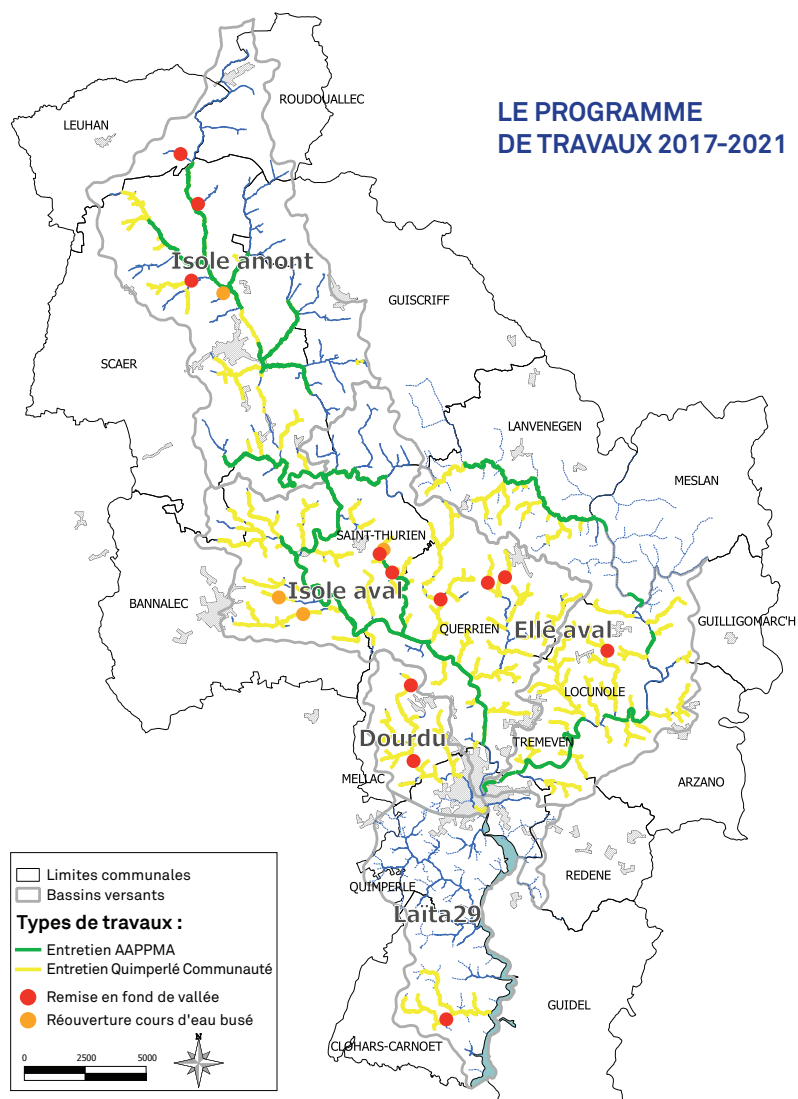 LE PROGRAMME
DE TRAVAUX 2017-2021
ROUDOUALLEC
LEUHAN
Isole amont
GUISCRIFF
SCAER
LANVENEGEN
MESLAN
SAINT-THURIEN
Isole aval
BANNALEC
QUERRIEN
Ellé aval
GUILLIGOMARC'H
LOCUNOLE
Dourdu
TREMEVEN
MELLAC
ARZANO
REDENE
QUIMPERLE
Laïta29
GUIDEL
CLOHARS-CARNOET
Limites communales
Bassins versants
Types de travaux :
Entretien AAPPMA
Entretien Quimperlé Communauté
Remise en fond de vallée
Réouverture cours d'eau busé
0 2500 5000
N